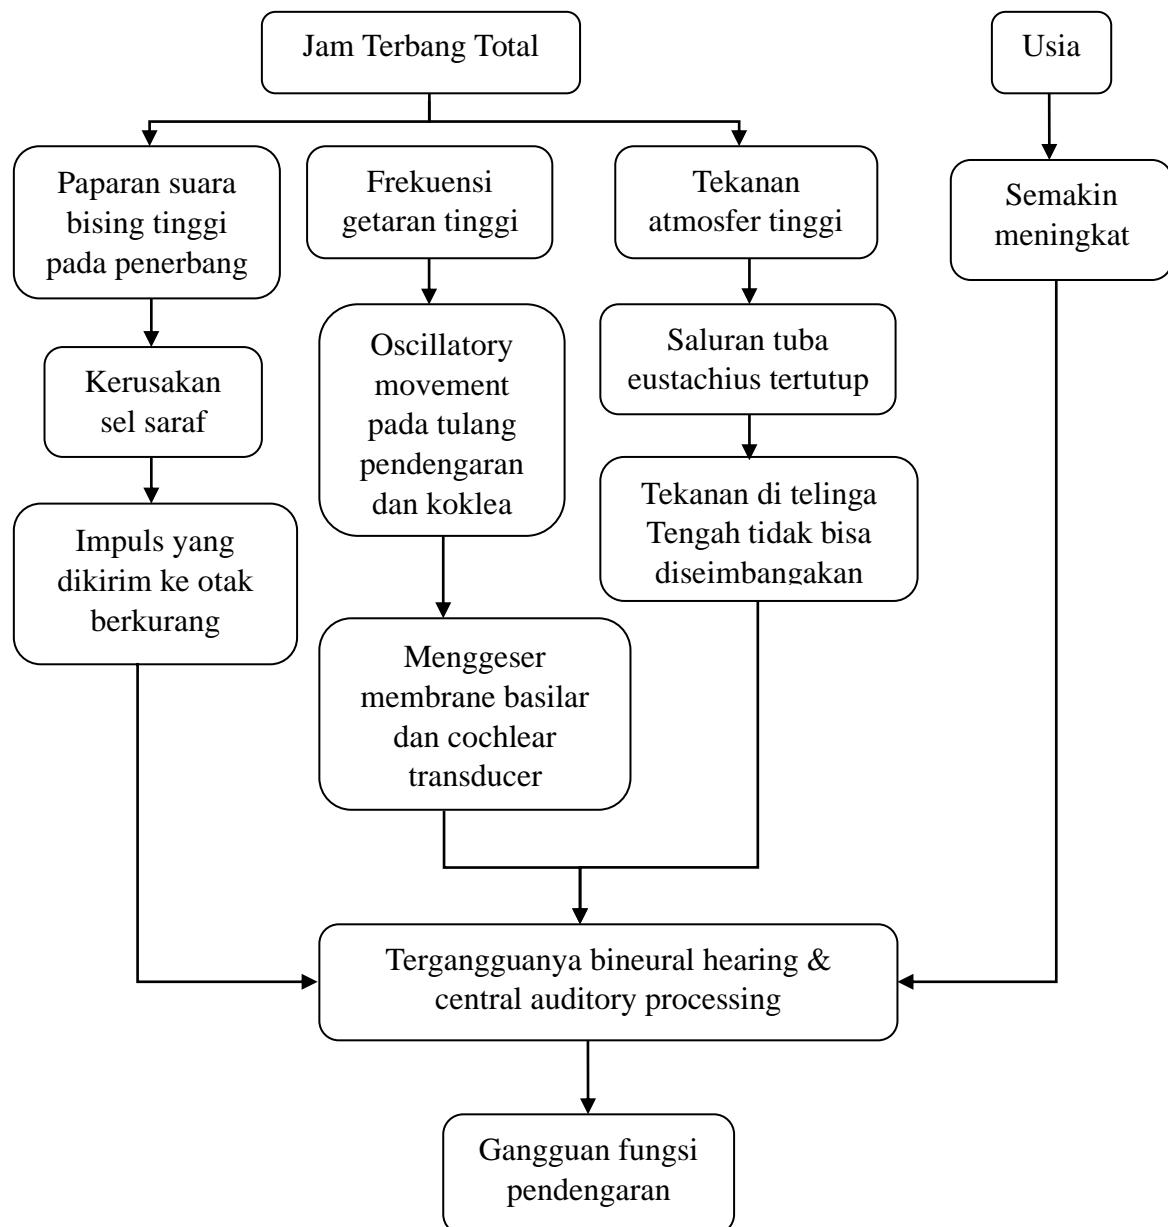 Jam Terbang Total
Usia
Paparan suara
bising tinggi
pada penerbang
Frekuensi
getaran tinggi
Tekanan
atmosfer tinggi
Semakin
meningkat
Kerusakan
sel saraf
Oscillatory
movement
pada tulang
pendengaran
dan koklea
Saluran tuba
eustachius tertutup
Impuls yang
dikirim ke otak
berkurang
Tekanan di telinga
Tengah tidak bisa
diseimbangakan
Menggeser
membrane basilar
dan cochlear
transducer
Tergangguanya bineural hearing &
central auditory processing
Gangguan fungsi
pendengaran